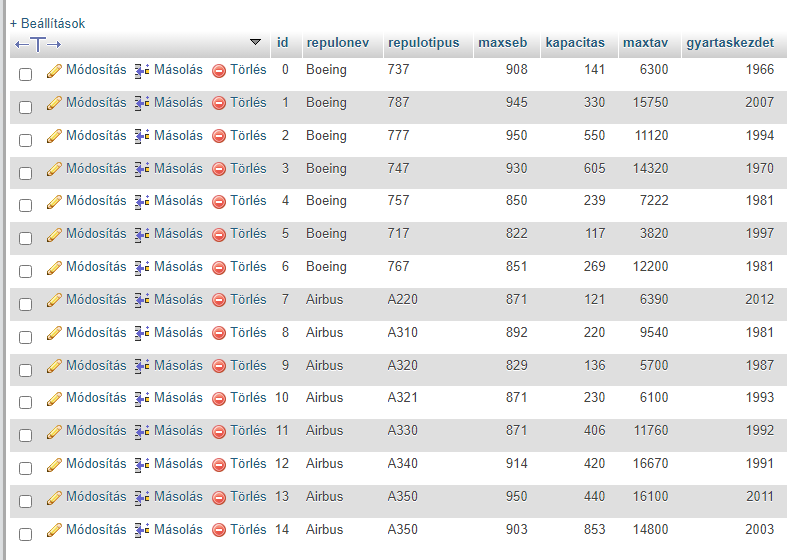 + Beállítások
←T→ id repulonev repulotipus maxseb kapacitas maxtav gyartaskezdet
Módosítás Másolás Törlés 0 Boeing 737 908 141 6300 1966
Módosítás Másolás Törlés 1 Boeing 787 945 330 15750 2007
Módosítás Másolás Törlés 2 Boeing 777 950 550 11120 1994
Módosítás Másolás Törlés 3 Boeing 747 930 605 14320 1970
Módosítás Másolás Törlés 4 Boeing 757 850 239 7222 1981
Módosítás Másolás Törlés 5 Boeing 717 822 117 3820 1997
Módosítás Másolás Törlés 6 Boeing 767 851 269 12200 1981
Módosítás Másolás Törlés 7 Airbus A220 871 121 6390 2012
Módosítás Másolás Törlés 8 Airbus A310 892 220 9540 1981
Módosítás Másolás Törlés 9 Airbus A320 829 136 5700 1987
Módosítás Másolás Törlés 10 Airbus A321 871 230 6100 1993
Módosítás Másolás Törlés 11 Airbus A330 871 406 11760 1992
Módosítás Másolás Törlés 12 Airbus A340 914 420 16670 1991
Módosítás Másolás Törlés 13 Airbus A350 950 440 16100 2011
Módosítás Másolás Törlés 14 Airbus A350 903 853 14800 2003